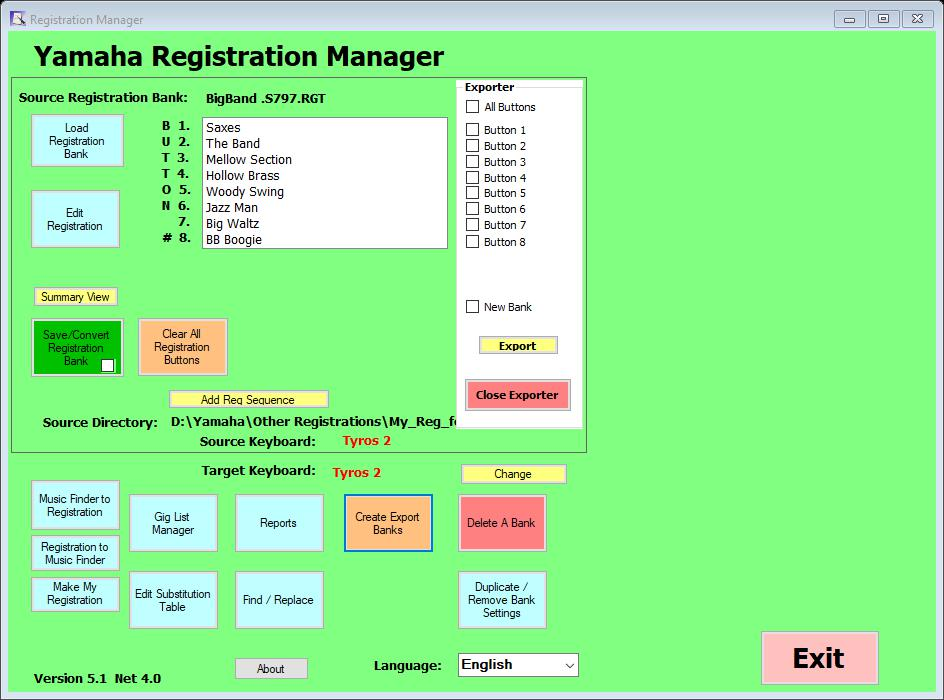 Registration Manager
Yamaha Registration Manager
Source Registration Bank: BigBand .S797.RGT
Load
Registration
Bank
Edit
Registration
B 1. Saxes
U 2. The Band
T 3. Mellow Section
T 4. Hollow Brass
O 5. Woody Swing
N 6. Jazz Man
7. Big Waltz
# 8. BB Boogie
Exporter
All Buttons
Button 1
Button 2
Button 3
Button 4
Button 5
Button 6
Button 7
Button 8
New Bank
Export
Close Exporter
Summary View
Save/Convert
Registration
Bank
Clear All
Registration
Buttons
Add Reg Sequence
Source Directory: D:\Yamaha\Other Registrations\My_Reg_f
Source Keyboard: Tyros 2
Target Keyboard: Tyros 2
Change
Music Finder to
Registration
Registration to
Music Finder
Make My
Registration
Gig List
Manager
Reports
Create Export
Banks
Delete A Bank
Edit Substitution
Table
Find / Replace
Duplicate /
Remove Bank
Settings
About
Language: English
Exit
Version 5.1 Net 4.0